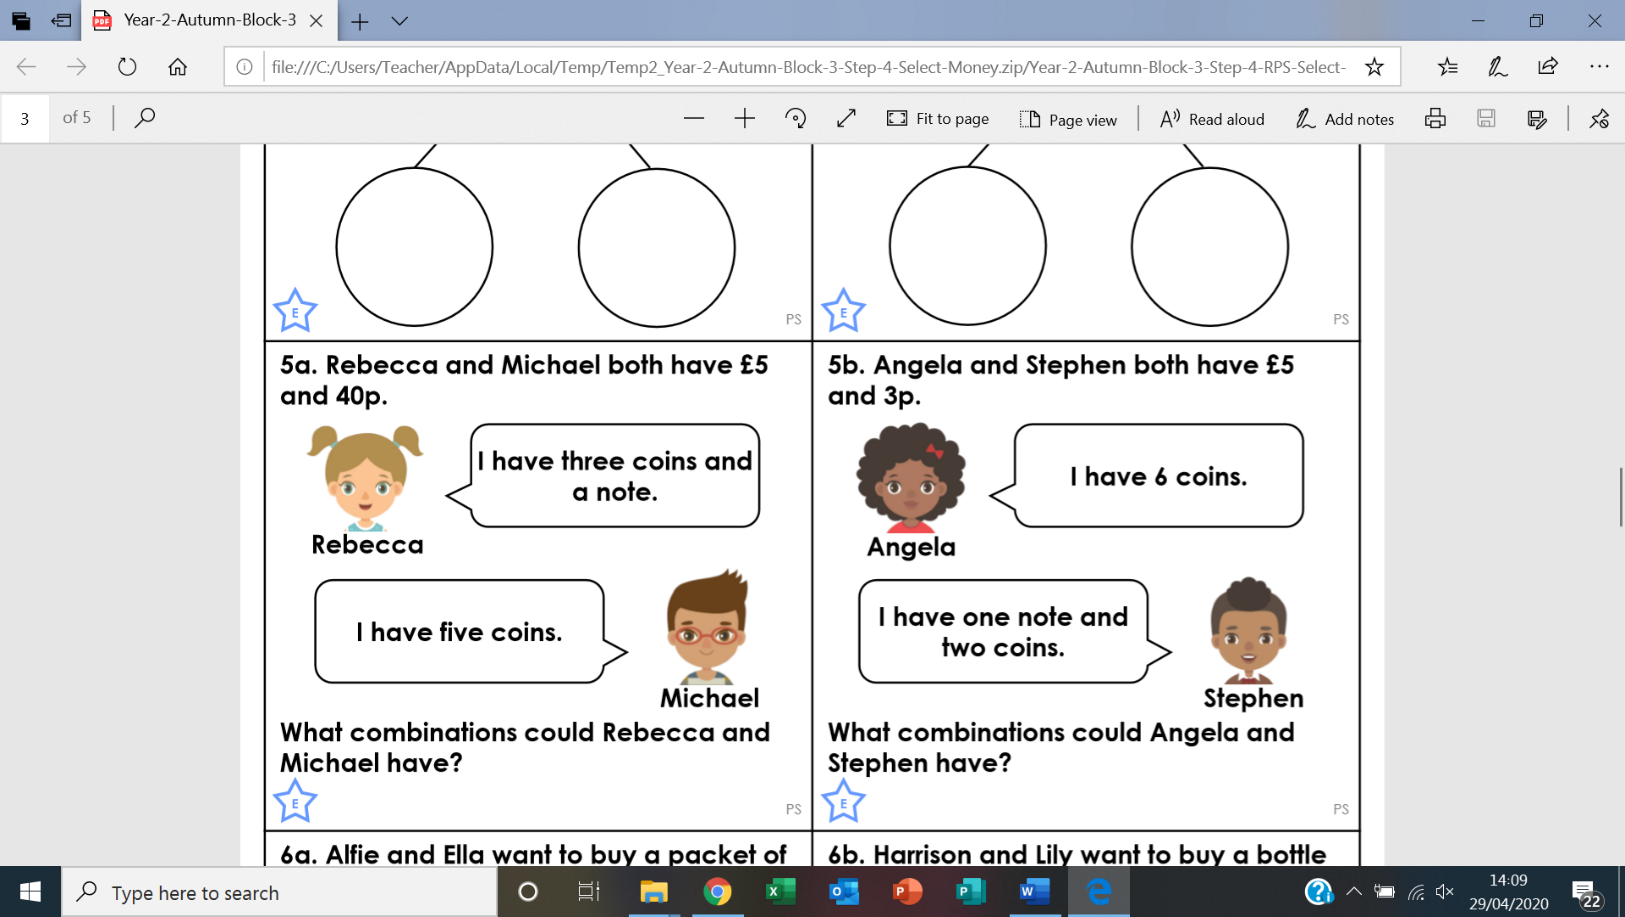 Year-2-Autumn-Block-3
file:///C:/Users/Teacher/AppData/Local/Temp/Temp2_Year-2-Autumn-Block-3-Step-4-Select-Money.zip/Year-2-Autumn-Block-3-Step-4-RPS-Select-
3 of 5 Fit to page Page view Read aloud Add notes
E PS
E PS
5a. Rebecca and Michael both have £5
and 40p.
I have three coins and
a note.
Rebecca
I have five coins.
Michael
What combinations could Rebecca and
Michael have?
E PS
5b. Angela and Stephen both have £5
and 3p.
I have 6 coins.
Angela
I have one note and
two coins.
Stephen
What combinations could Angela and
Stephen have?
E PS
6a. Alfie and Ella want to buy a packet of
6b. Harrison and Lily want to buy a bottle
Type here to search
14:09
29/04/2020
22